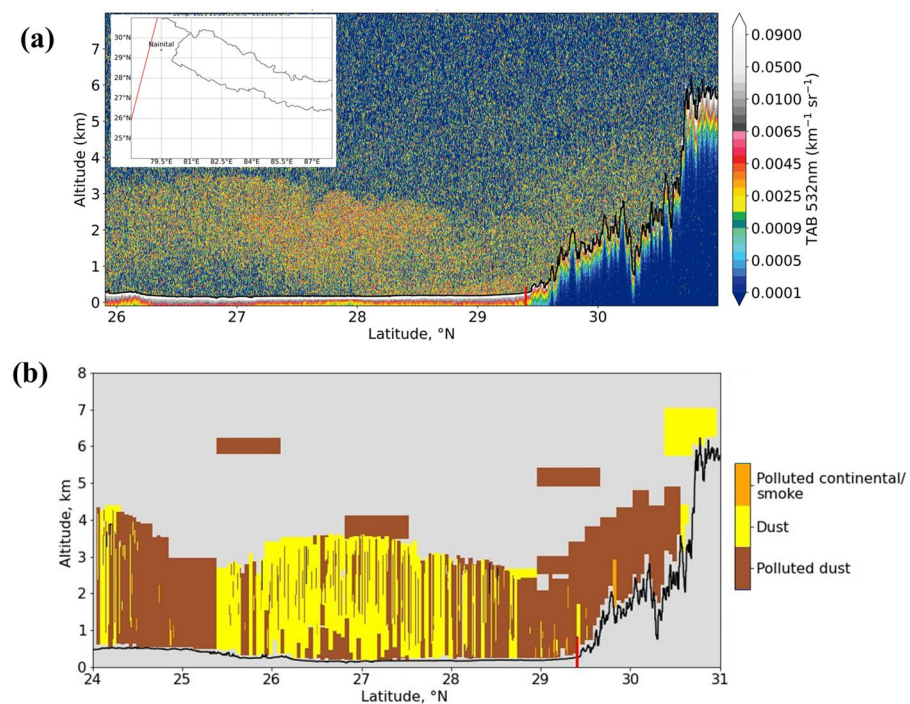 (a)
7
6
5
4
3
2
1
0
Altitude (km)
30°N
29°N
28°N
27°N
26°N
25°N
Nainital
79.5°E 81°E 82.5°E 84°E 85.5°E 87°E
26 27 28 29 30
Latitude, °N
0.0900
0.0500
0.0100
0.0065
0.0045
0.0025
0.0009
0.0005
0.0001
TAB 532nm (km⁻¹ sr⁻¹)
(b)
8
7
6
5
4
3
2
1
0
Altitude, km
24 25 26 27 28 29 30 31
Latitude, °N
Polluted continental/
smoke
Dust
Polluted dust